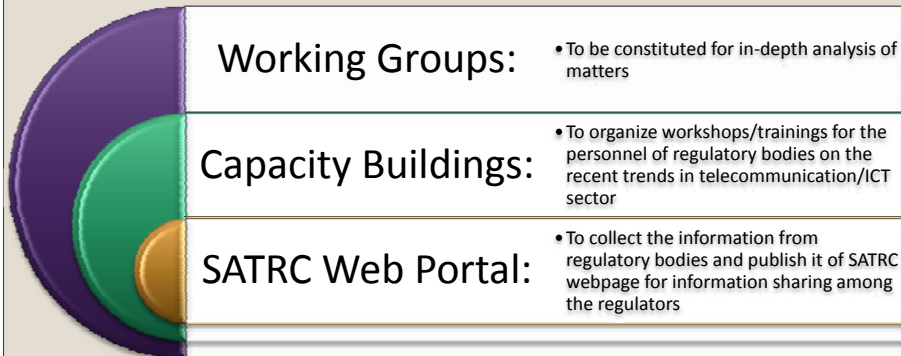 Working Groups:
• To be constituted for in-depth analysis of
matters
Capacity Buildings:
• To organize workshops/trainings for the
personnel of regulatory bodies on the
recent trends in telecommunication/ICT
sector
SATRC Web Portal:
• To collect the information from
regulatory bodies and publish it of SATRC
webpage for information sharing among
the regulators